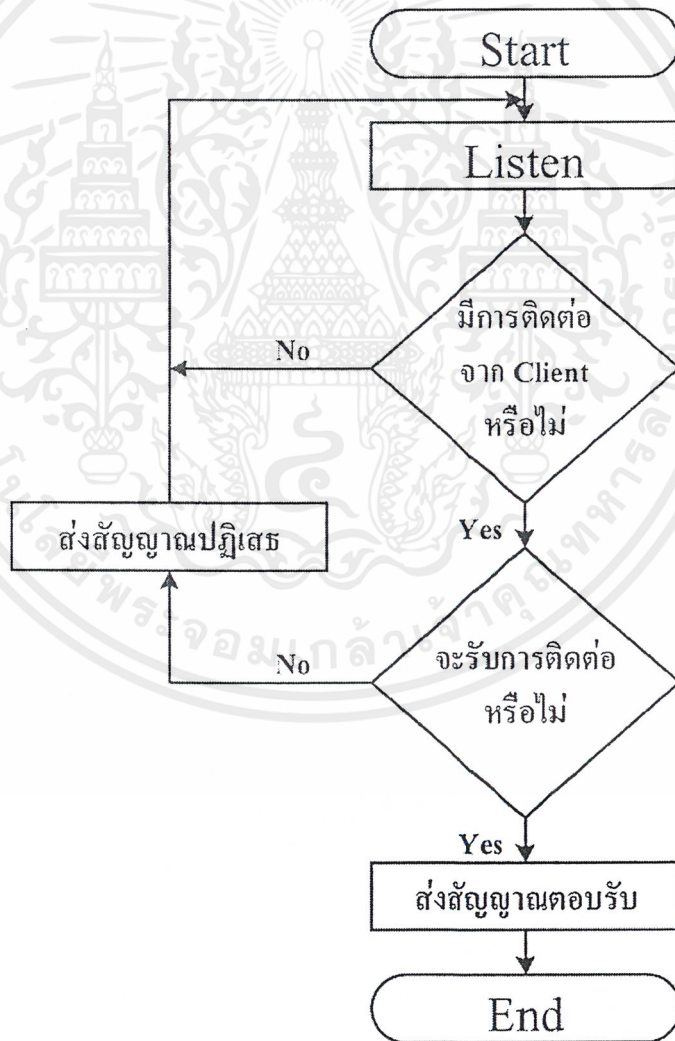 Start
Listen
มีการติดต่อ
จาก Client
หรือไม่
No
Yes
ส่งสัญญาณปฏิเสธ
จะรับการติดต่อ
หรือไม่
No
Yes
ส่งสัญญาณตอบรับ
End